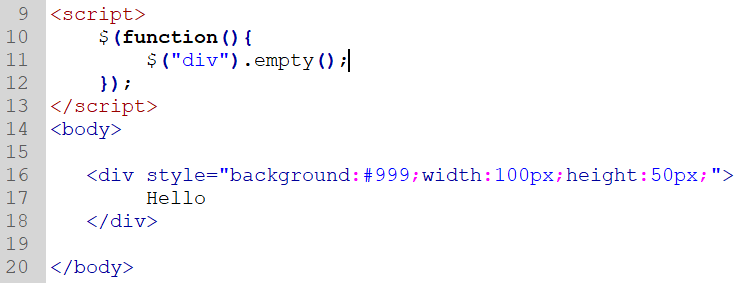 9 <script>
10 $(function(){
11 $("div").empty();
12 });
13 </script>
14 <body>
15
16 <div style="background:#999;width:100px;height:50px;">
17 Hello
18 </div>
19
20 </body>